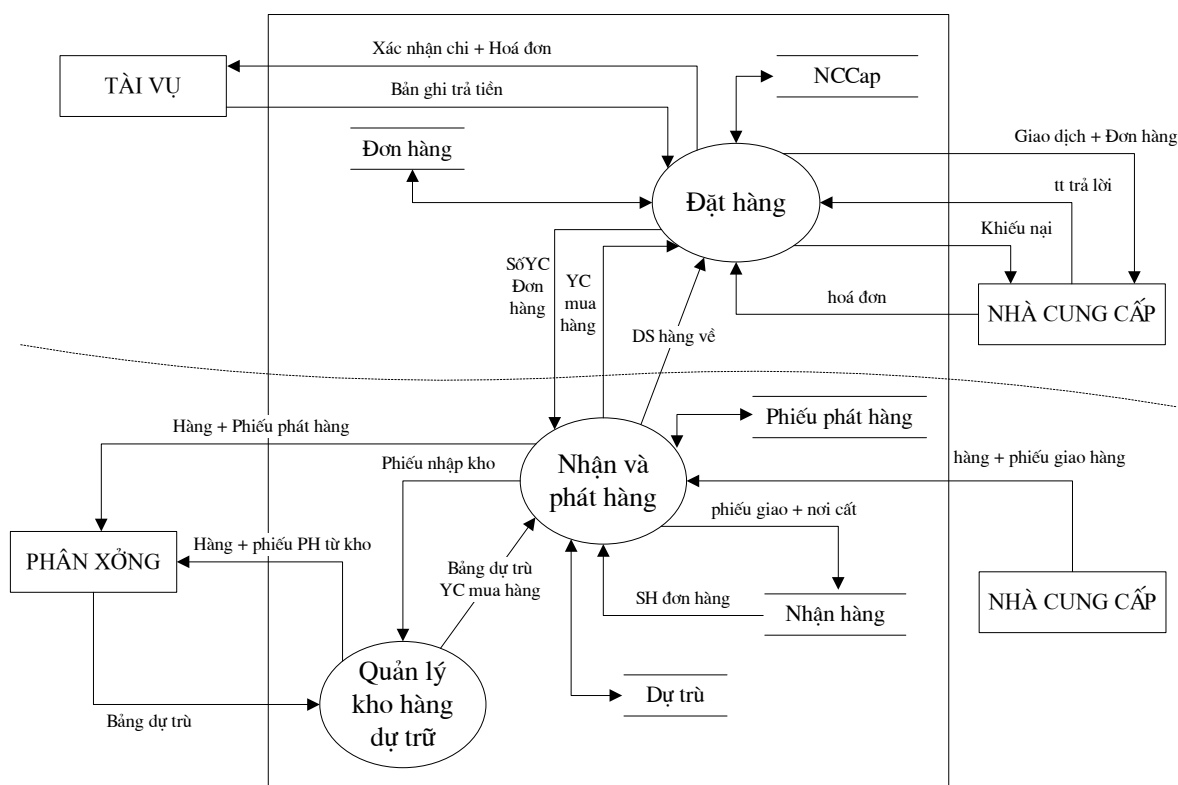 Xác nhận chi + Hoá đơn
TÀI VỤ
Bản ghi trả tiền
NCCap
Đơn hàng
Giao dịch + Đơn hàng
Đặt hàng
tt trả lời
Khiếu nại
SốYC
Đơn
hàng
YC
mua
hàng
hoá đơn
NHÀ CUNG CẤP
DS hàng về
Hàng + Phiếu phát hàng
Phiếu phát hàng
Phiếu nhập kho
Nhận và
phát hàng
hàng + phiếu giao hàng
phiếu giao + nơi cất
PHÂN XỞNG
Hàng + phiếu PH từ kho
Bảng dự trù
YC mua hàng
SH đơn hàng
Nhận hàng
NHÀ CUNG CẤP
Quản lý
kho hàng
dự trữ
Dự trù
Bảng dự trù